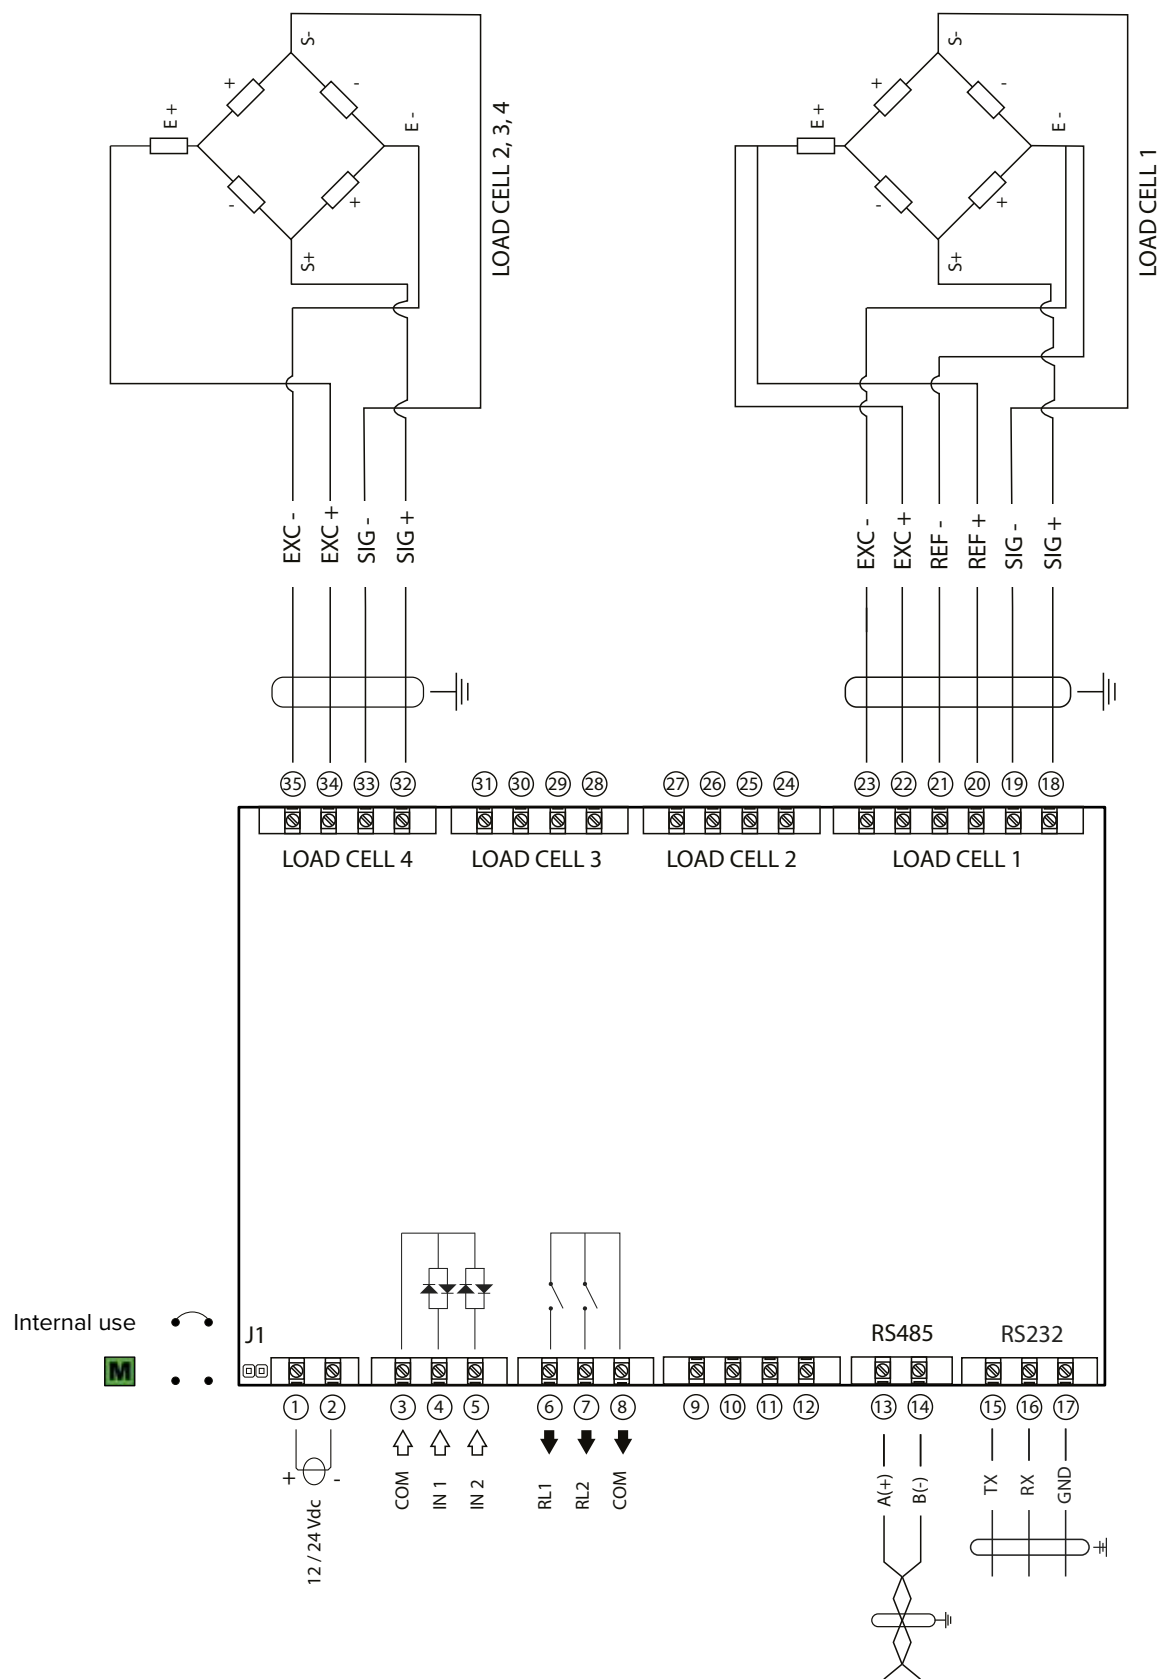 S-
+
-
E +
E -
-
+
S+
LOAD CELL 2, 3, 4
S-
+
-
E +
E -
-
+
S+
LOAD CELL 1
EXC -
EXC +
SIG -
SIG +
EXC -
EXC +
REF -
REF +
SIG -
SIG +
35 34 33 32 31 30 29 28 27 26 25 24 23 22 21 20 19 18
LOAD CELL 4 LOAD CELL 3 LOAD CELL 2 LOAD CELL 1
Internal use
M
J1
RS485 RS232
1 2 3 4 5 6 7 8 9 10 11 12 13 14 15 16 17
+ -
12 / 24 Vdc
COM
IN 1
IN 2
RL1
RL2
COM
A(+)
B(-)
TX
RX
GND